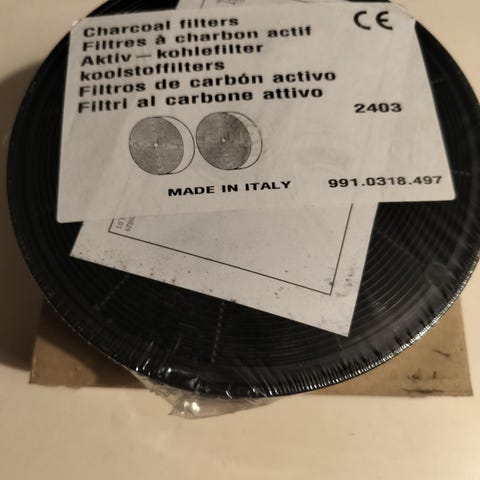 Charcoal filters
Filtres à charbon actif
Aktiv-kohlefilter
koolstoffilters
Filtros de carbón activo
Filtri al carbone attivo
CE
2403
MADE IN ITALY
991.0318.497